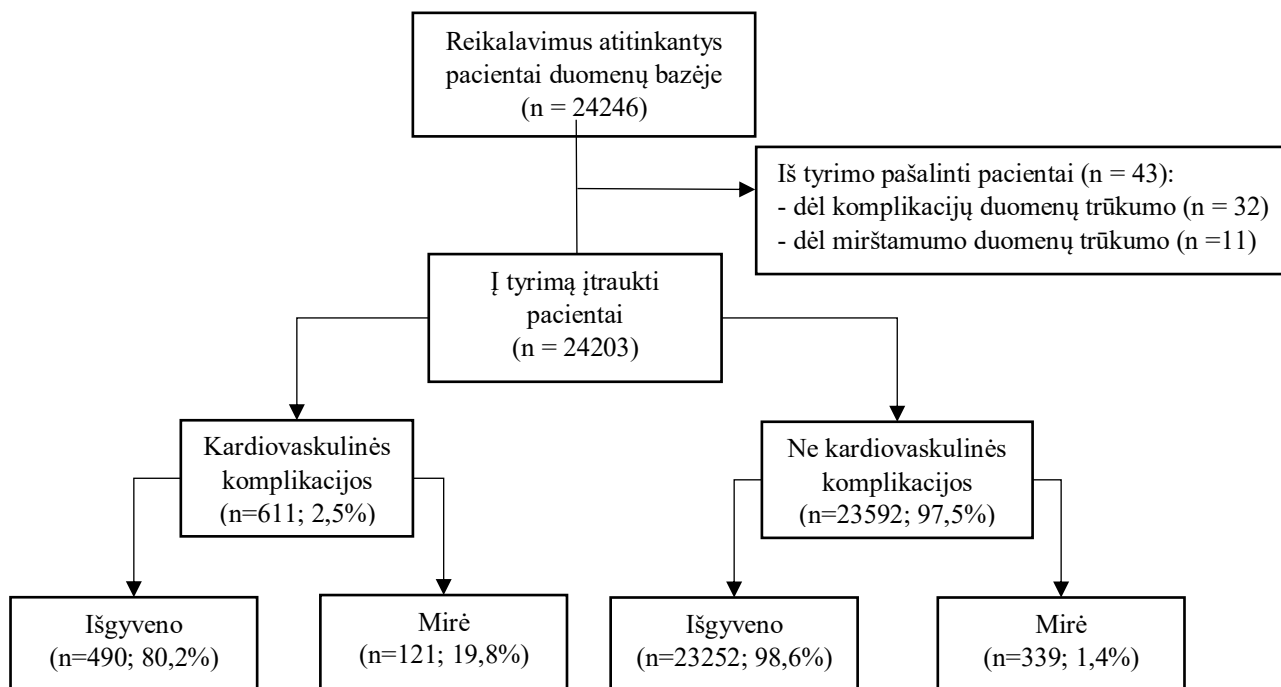 Reikalavimus atitinkantys
pacientai duomenų bazėje
(n = 24246)
Iš tyrimo pašalinti pacientai (n = 43):
- dėl komplikacijų duomenų trūkumo (n = 32)
- dėl mirštamumo duomenų trūkumo (n =11)
Į tyrimą įtraukti
pacientai
(n = 24203)
Kardiovaskulinės
komplikacijos
(n=611; 2,5%)
Ne kardiovaskulinės
komplikacijos
(n=23592; 97,5%)
Išgyveno
(n=490; 80,2%)
Mirė
(n=121; 19,8%)
Išgyveno
(n=23252; 98,6%)
Mirė
(n=339; 1,4%)